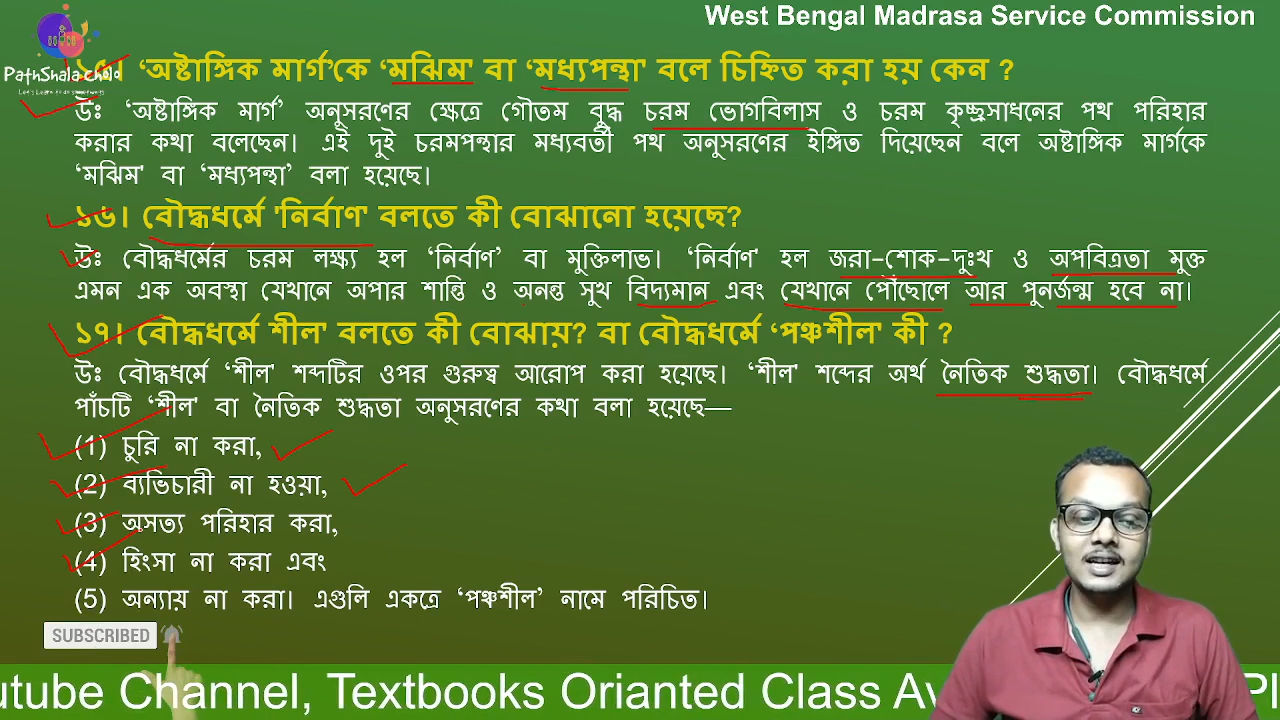 West Bengal Madrasa Service Commission
PathShala Chalo
১৫। ‘অষ্টাঙ্গিক মার্গ’কে ‘মঝিম' বা ‘মধ্যপন্থা' বলে চিহ্নিত করা হয় কেন ?
উঃ ‘অষ্টাঙ্গিক মার্গ’ অনুসরণের ক্ষেত্রে গৌতম বুদ্ধ চরম ভোগবিলাস ও চরম কৃচ্ছ্রসাধনের পথ পরিহার
করার কথা বলেছেন। এই দুই চরমপন্থার মধ্যবর্তী পথ অনুসরণের ইঙ্গিত দিয়েছেন বলে অষ্টাঙ্গিক মার্গকে
‘মঝিম' বা ‘মধ্যপন্থা’ বলা হয়েছে।
১৬। বৌদ্ধধর্মে 'নির্বাণ' বলতে কী বোঝানো হয়েছে?
উঃ বৌদ্ধধর্মের চরম লক্ষ্য হল ‘নির্বাণ’ বা মুক্তিলাভ। ‘নির্বাণ' হল জরা-শোক-দুঃখ ও অপবিত্রতা মুক্ত
এমন এক অবস্থা যেখানে অপার শান্তি ও অনন্ত সুখ বিদ্যমান এবং যেখানে পৌঁছোলে আর পুনর্জন্ম হবে না।
১৭। বৌদ্ধধর্মে শীল' বলতে কী বোঝায়? বা বৌদ্ধধর্মে ‘পঞ্চশীল' কী ?
উঃ বৌদ্ধধর্মে ‘শীল' শব্দটির ওপর গুরুত্ব আরোপ করা হয়েছে। ‘শীল' শব্দের অর্থ নৈতিক শুদ্ধতা। বৌদ্ধধর্মে
পাঁচটি ‘শীল' বা নৈতিক শুদ্ধতা অনুসরণের কথা বলা হয়েছে—
(1) চুরি না করা,
(2) ব্যভিচারী না হওয়া,
(3) অসত্য পরিহার করা,
(4) হিংসা না করা এবং
(5) অন্যায় না করা। এগুলি একত্রে ‘পঞ্চশীল’ নামে পরিচিত।
SUBSCRIBED
utube Channel, Textbooks Orianted Class Av Pl